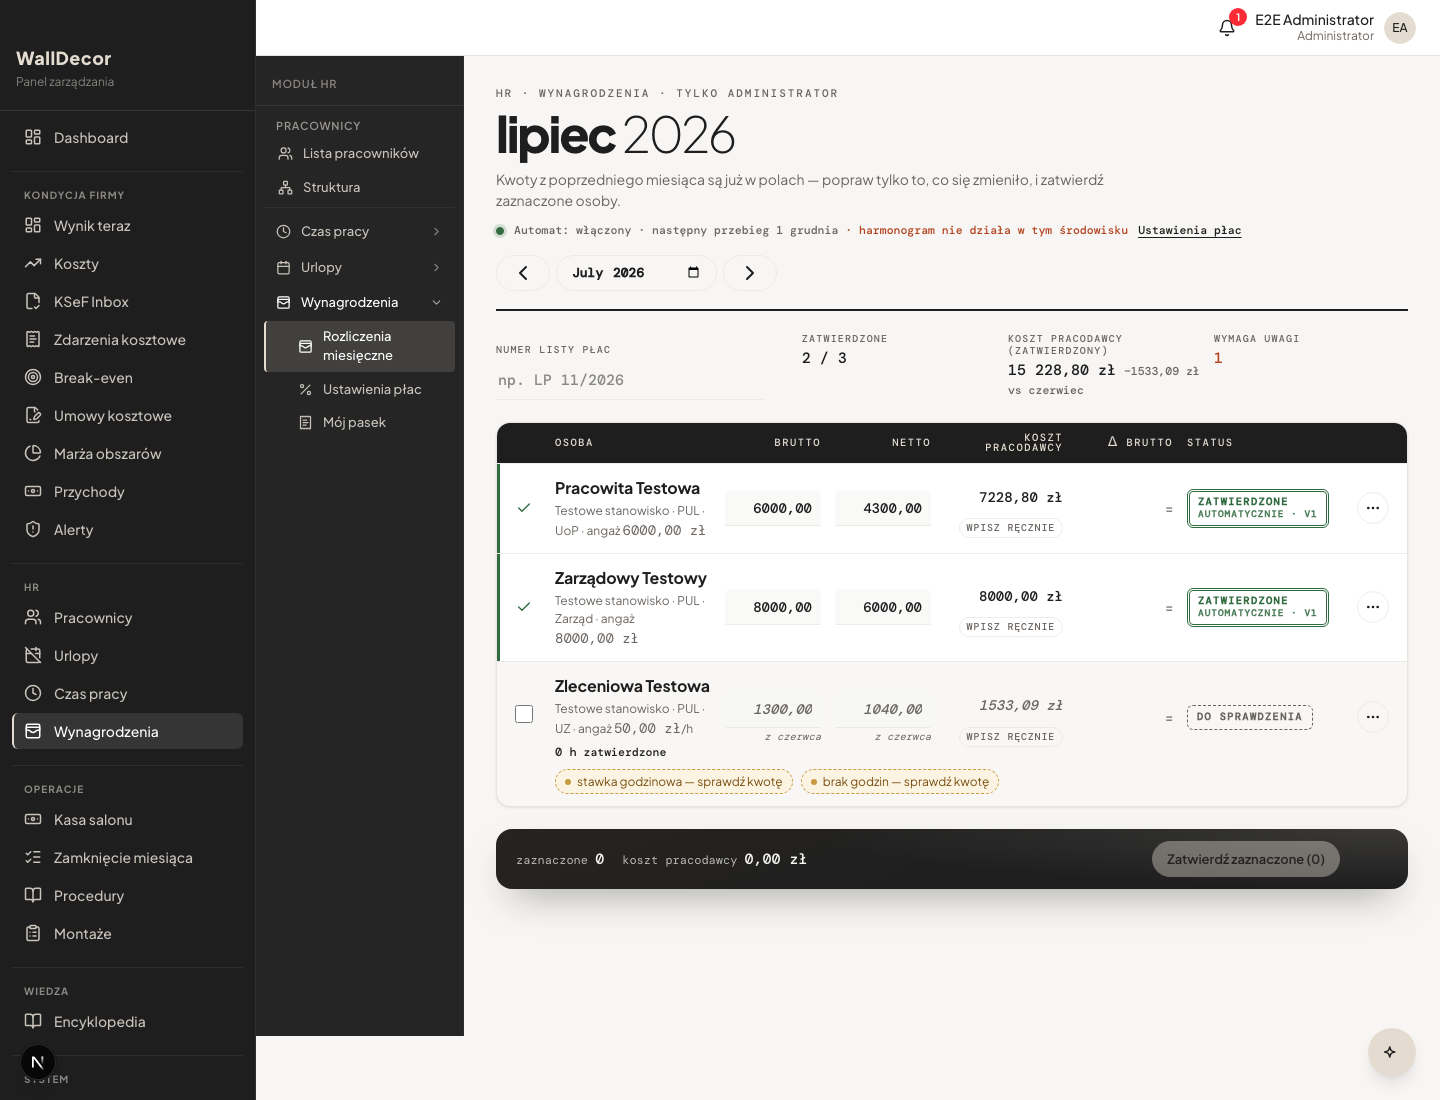 WallDecor
Panel zarządzania
Dashboard
KONDYCJA FIRMY
Wynik teraz
Koszty
KSeF Inbox
Zdarzenia kosztowe
Break-even
Umowy kosztowe
Marża obszarów
Przychody
Alerty
HR
Pracownicy
Urlopy
Czas pracy
Wynagrodzenia
OPERACJE
Kasa salonu
Zamknięcie miesiąca
Procedury
Montaże
WIEDZA
Encyklopedia
N
SYSTEM
1
E2E Administrator
Administrator
EA
MODUŁ HR
PRACOWNICY
Lista pracowników
Struktura
Czas pracy
Urlopy
Wynagrodzenia
Rozliczenia
miesięczne
Ustawienia płac
Mój pasek
HR · WYNAGRODZENIA · TYLKO ADMINISTRATOR
lipiec 2026
Kwoty z poprzedniego miesiąca są już w polach — popraw tylko to, co się zmieniło, i zatwierdź
zaznaczone osoby.
Automat: włączony · następny przebieg 1 grudnia · harmonogram nie działa w tym środowisku Ustawienia płac
July 2026
NUMER LISTY PŁAC
np. LP 11/2026
ZATWIERDZONE
2 / 3
KOSZT PRACODAWCY
(ZATWIERDZONY)
15 228,80 zł −1533,09 zł
vs czerwiec
WYMAGA UWAGI
1
OSOBA BRUTTO NETTO KOSZT PRACODAWCY Δ BRUTTO STATUS
Pracowita Testowa
Testowe stanowisko · PUL ·
UoP · angaż 6000,00 zł
6000,00
4300,00
7228,80 zł
WPISZ RĘCZNIE
=
ZATWIERDZONE
AUTOMATYCZNIE · V1
Zarządowy Testowy
Testowe stanowisko · PUL ·
Zarząd · angaż
8000,00 zł
8000,00
6000,00
8000,00 zł
WPISZ RĘCZNIE
=
ZATWIERDZONE
AUTOMATYCZNIE · V1
Zleceniowa Testowa
Testowe stanowisko · PUL ·
UZ · angaż 50,00 zł/h
0 h zatwierdzone
1300,00
z czerwca
1040,00
z czerwca
1533,09 zł
WPISZ RĘCZNIE
=
DO SPRAWDZENIA
stawka godzinowa — sprawdź kwotę
brak godzin — sprawdź kwotę
zaznaczone 0 koszt pracodawcy 0,00 zł
Zatwierdź zaznaczone (0)